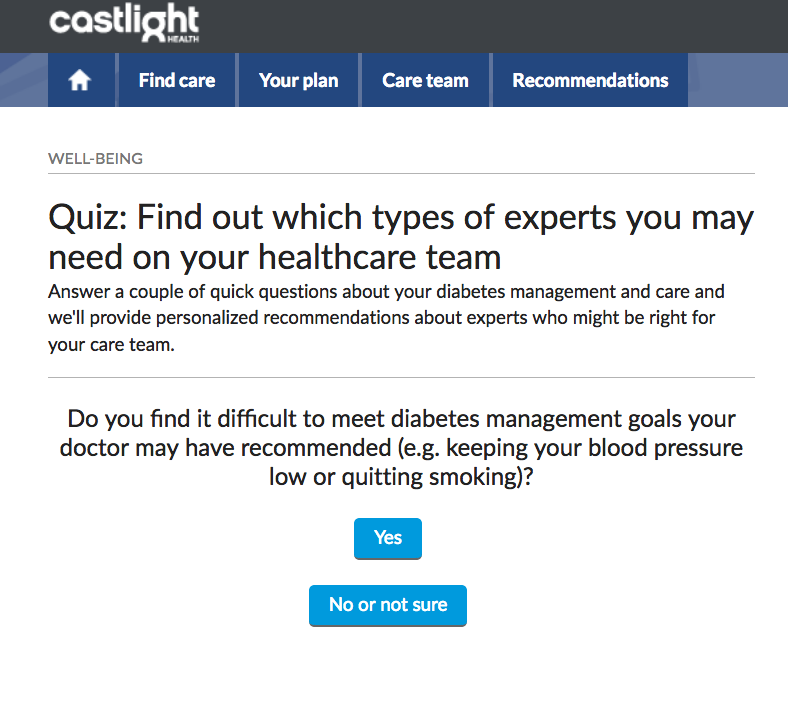 castlight
HEALTH
Find care
Your plan
Care team
Recommendations
WELL-BEING
Quiz: Find out which types of experts you may
need on your healthcare team
Answer a couple of quick questions about your diabetes management and care and
we'll provide personalized recommendations about experts who might be right for
your care team.
Do you find it difficult to meet diabetes management goals your
doctor may have recommended (e.g. keeping your blood pressure
low or quitting smoking)?
Yes
No or not sure